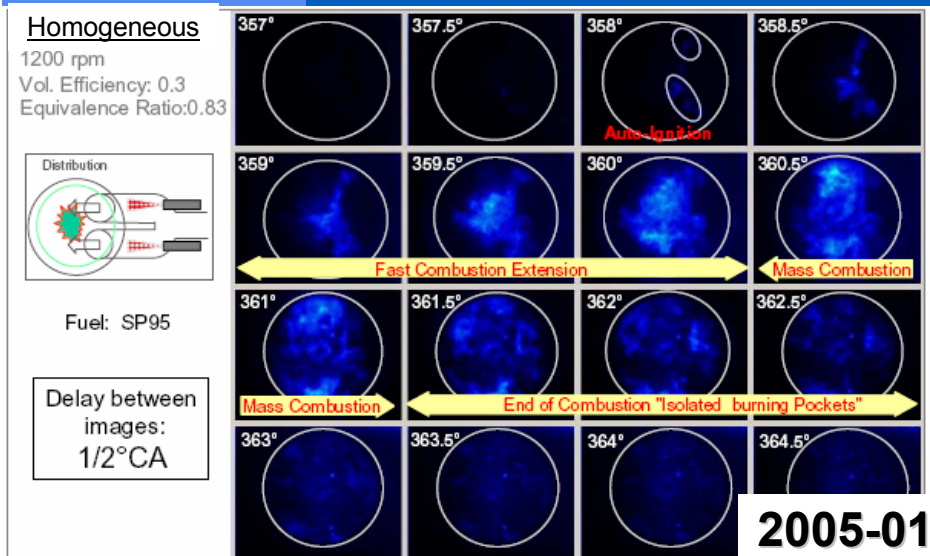 Homogeneous
1200 rpm
Vol. Efficiency: 0.3
Equivalence Ratio:0.83
Distribution
Fuel: SP95
Delay between
images:
1/2°CA
357° 357.5° 358° 358.5°
Auto-Ignition
359° 359.5° 360° 360.5°
Fast Combustion Extension Mass Combustion
361° 361.5° 362° 362.5°
Mass Combustion End of Combustion "Isolated burning Pockets"
363° 363.5° 364° 364.5°
2005-01